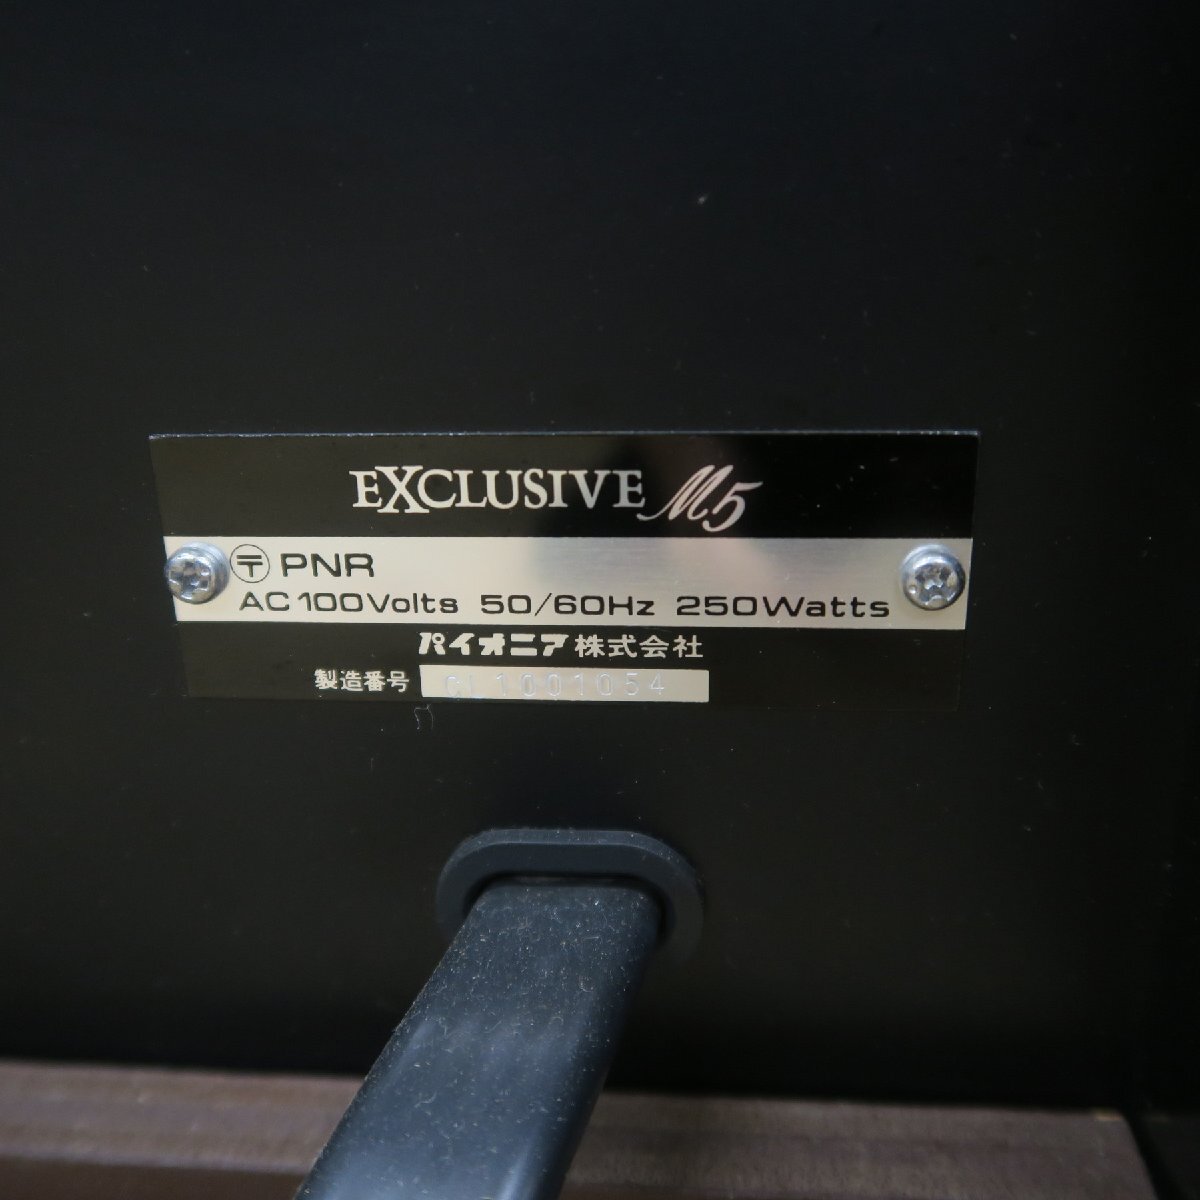 EXCLUSIVE M5
〒 PNR
AC 100Volts 50/60Hz 250Watts
パイオニア株式会社
製造番号 CL1001054